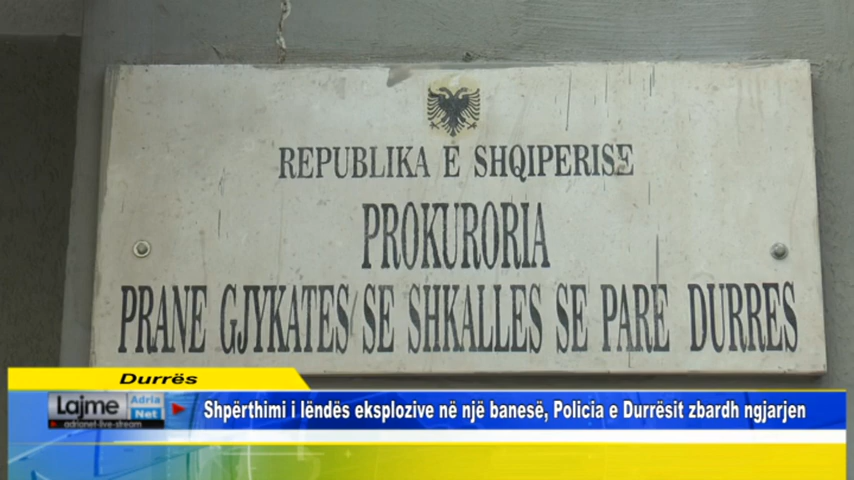 REPUBLIKA E SHQIPERISE
PROKURORIA
PRANE GJYKATES SE SHKALLES SE PARE DURRES
Durrës
Lajme Adria Net
adrianet-live-stream
Shpërthimi i lëndës eksplozive në një banesë, Policia e Durrësit zbardh ngjarjen